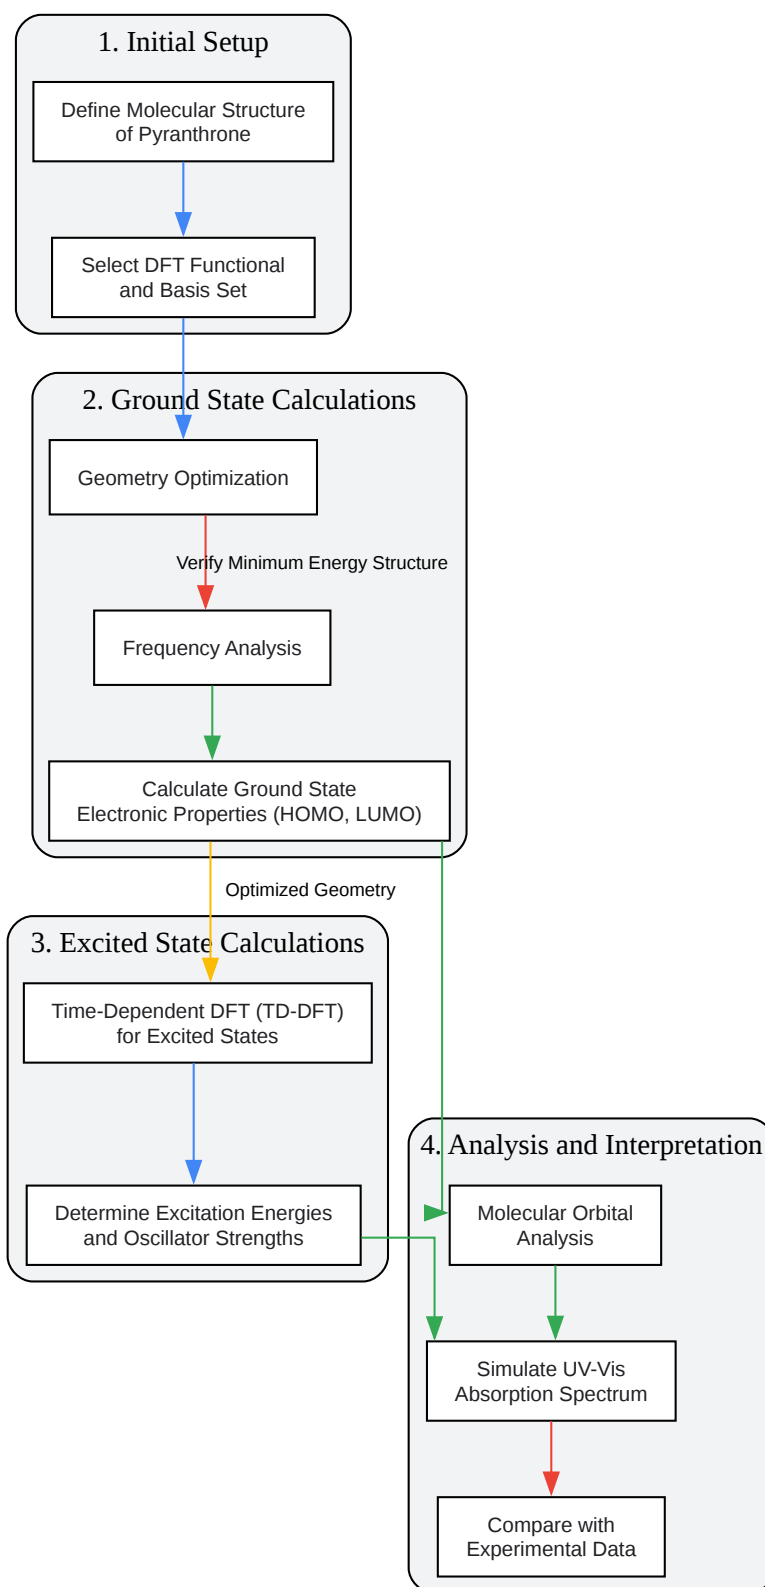 1. Initial Setup
Define Molecular Structure
of Pyranthrone
Select DFT Functional
and Basis Set
2. Ground State Calculations
Geometry Optimization
Verify Minimum Energy Structure
Frequency Analysis
Calculate Ground State
Electronic Properties (HOMO, LUMO)
Optimized Geometry
3. Excited State Calculations
Time-Dependent DFT (TD-DFT)
for Excited States
Determine Excitation Energies
and Oscillator Strengths
4. Analysis and Interpretation
Molecular Orbital
Analysis
Simulate UV-Vis
Absorption Spectrum
Compare with
Experimental Data